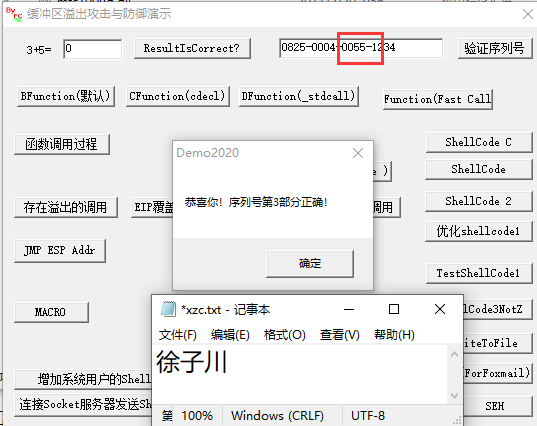 缓冲区溢出攻击与防御演示
3+5=
0
ResultIsCorrect?
0825-0004-0055-1234
验证序列号
BFunction(默认)
CFunction(cdecl)
DFunction(_stdcall)
Function(Fast Call
函数调用过程
ShellCode C
Demo2020
e )
ShellCode
恭喜你！序列号第3部分正确！
存在溢出的调用
EIP覆盖
调用
ShellCode 2
优化shellcode1
JMP ESP Addr
确定
TestShellCode1
MACRO
*xzc.txt - 记事本
lCode3NotZ
文件(F) 编辑(E) 格式(O) 查看(V) 帮助(H)
徐子川
iteToFile
增加系统用户的Shell
ForFoxmail)
连接Socket服务器发送Sh
第
100%
Windows (CRLF)
UTF-8
SEH